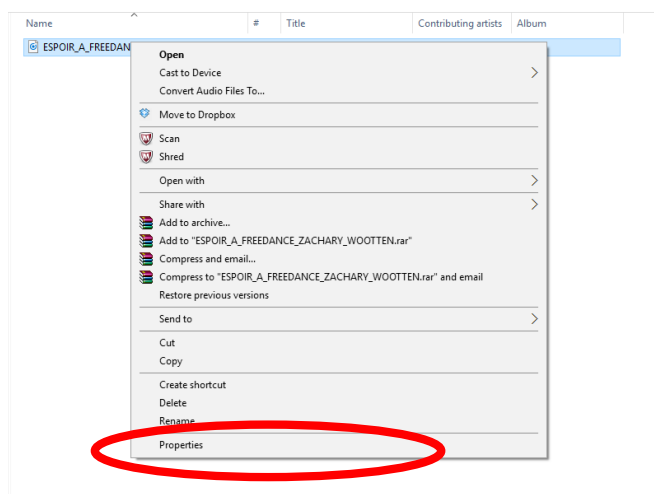 Name # Title Contributing artists Album
ESPOIR_A_FREEDAN
Open
Cast to Device
Convert Audio Files To...
Move to Dropbox
Scan
Shred
Open with
Share with
Add to archive...
Add to "ESPOIR_A_FREEDANCE_ZACHARY_WOOTTEN.rar"
Compress and email...
Compress to "ESPOIR_A_FREEDANCE_ZACHARY_WOOTTEN.rar" and email
Restore previous versions
Send to
Cut
Copy
Create shortcut
Delete
Rename
Properties